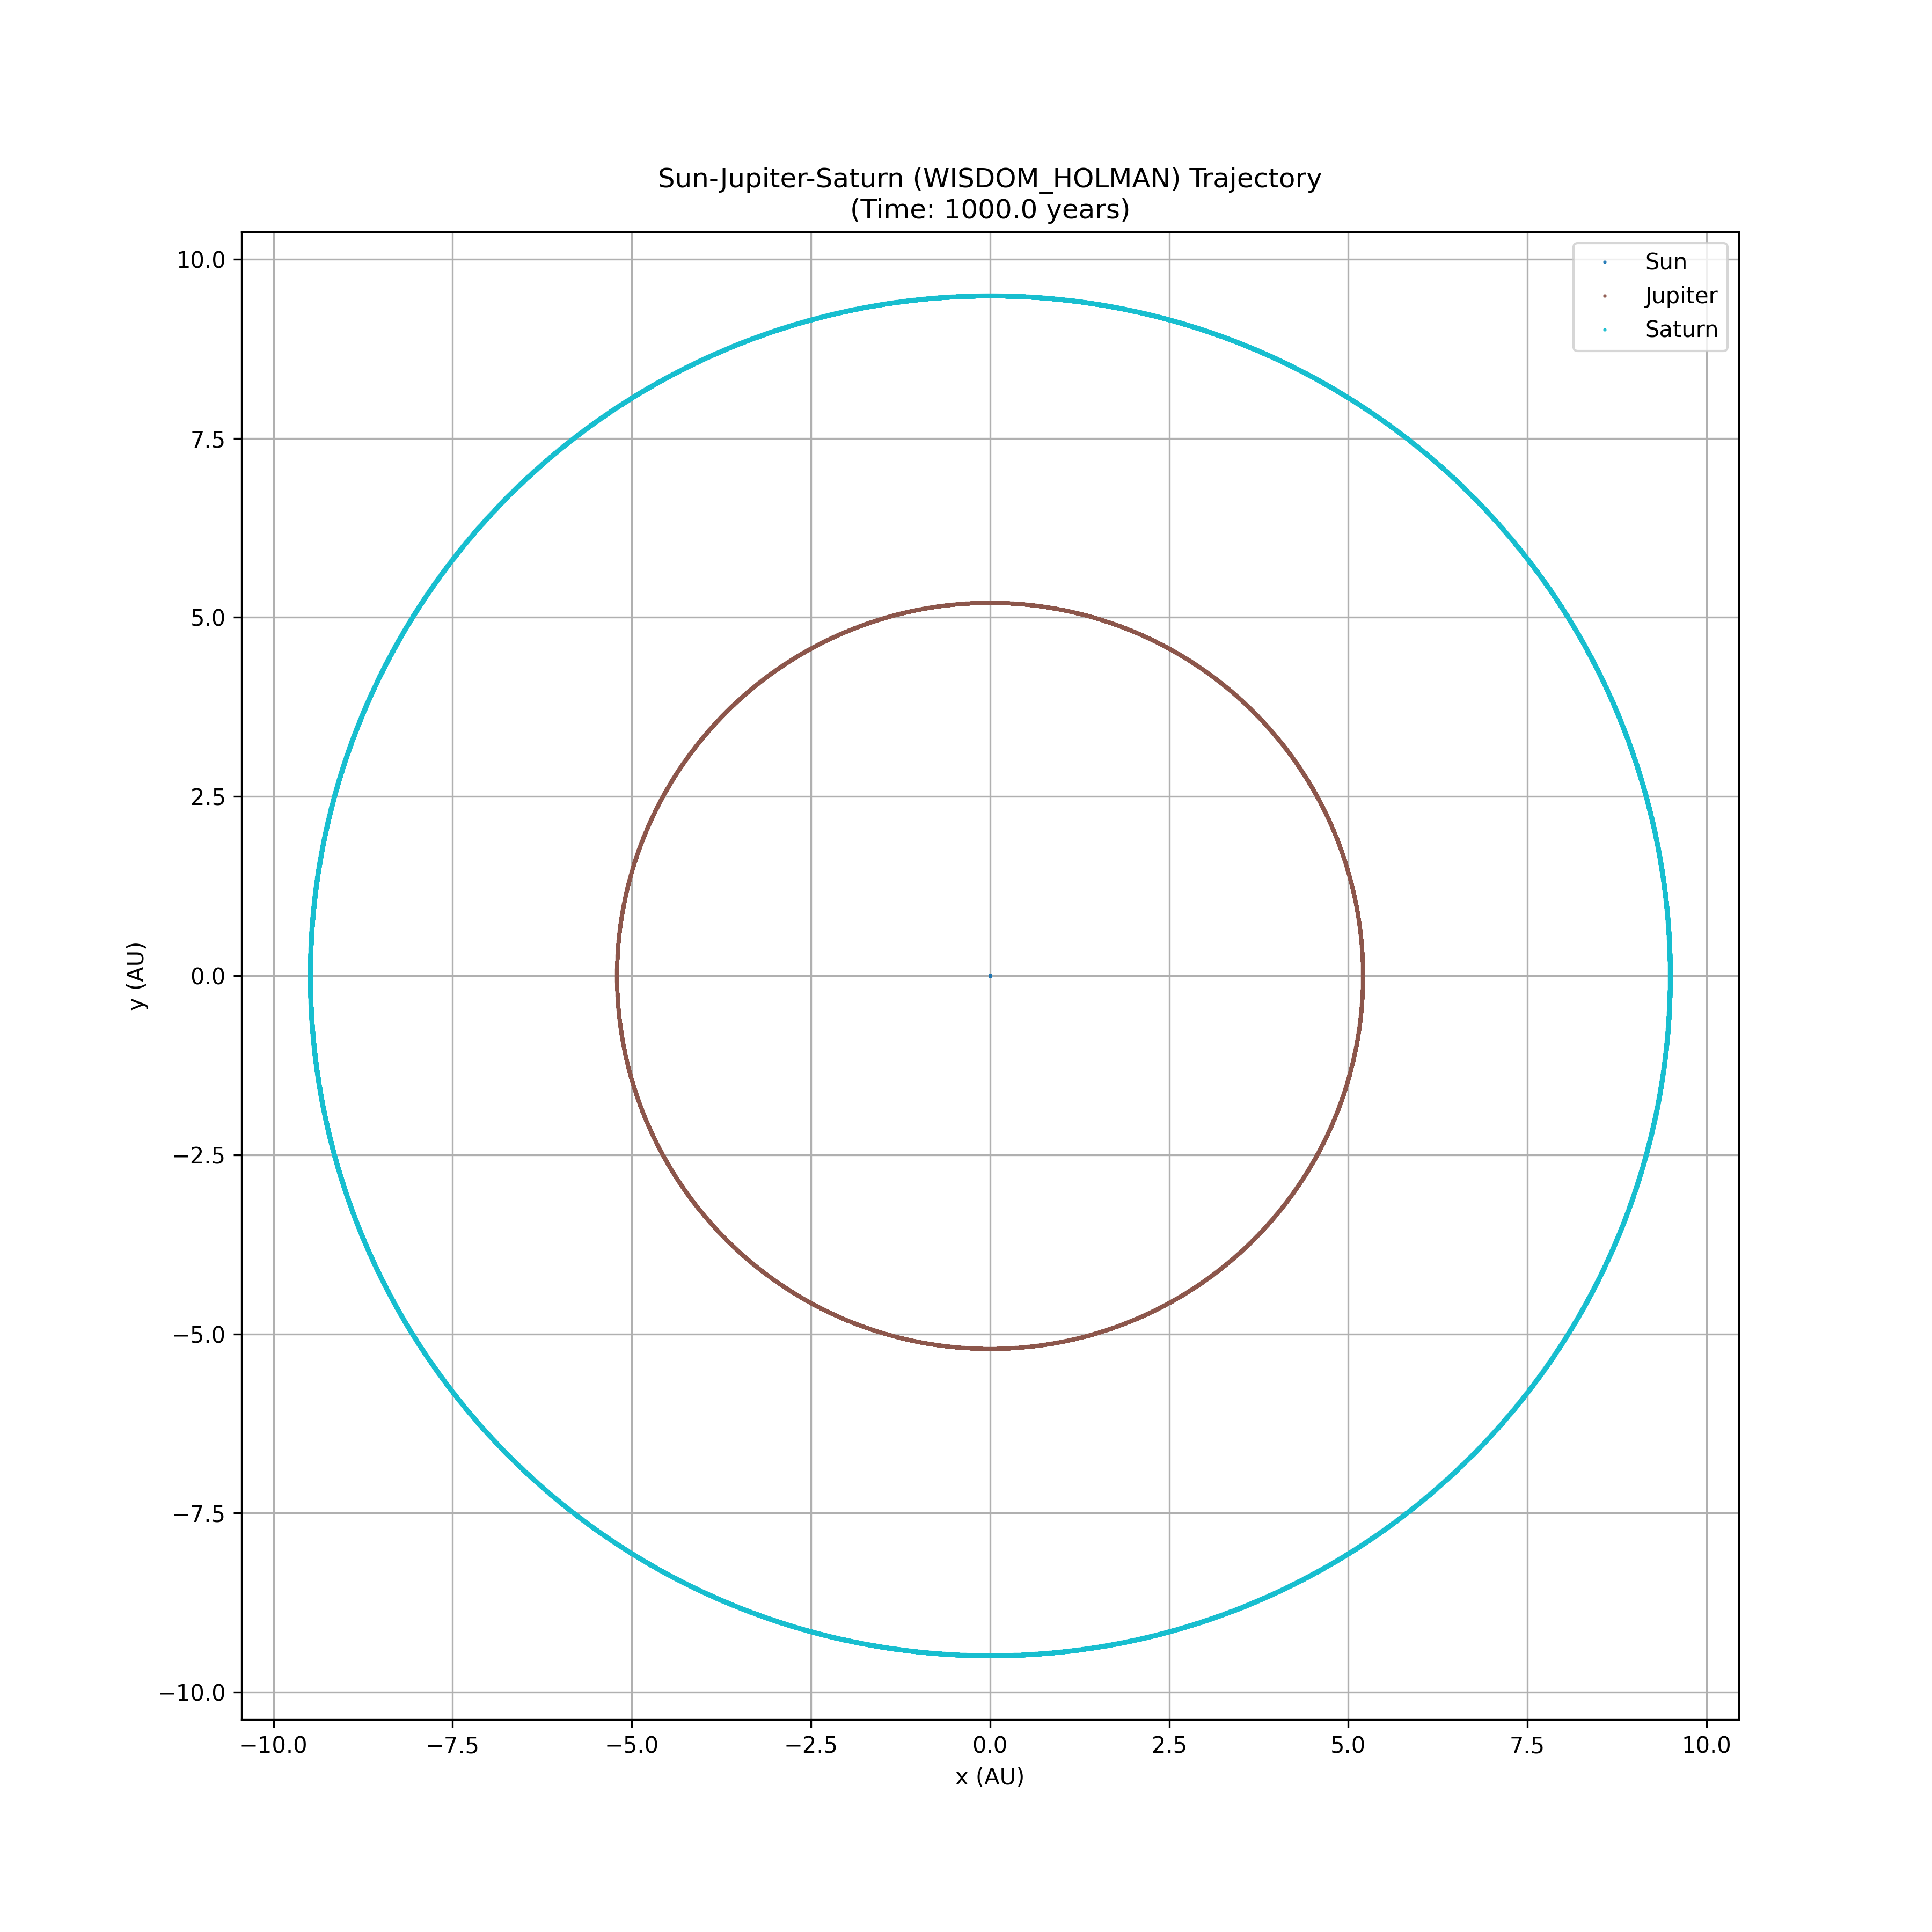 Sun-Jupiter-Saturn (WISDOM_HOLMAN) Trajectory
(Time: 1000.0 years)
Sun
Jupiter
Saturn
y (AU)
10.0
7.5
5.0
2.5
0.0
−2.5
−5.0
−7.5
−10.0
−10.0 −7.5 −5.0 −2.5 0.0 2.5 5.0 7.5 10.0
x (AU)